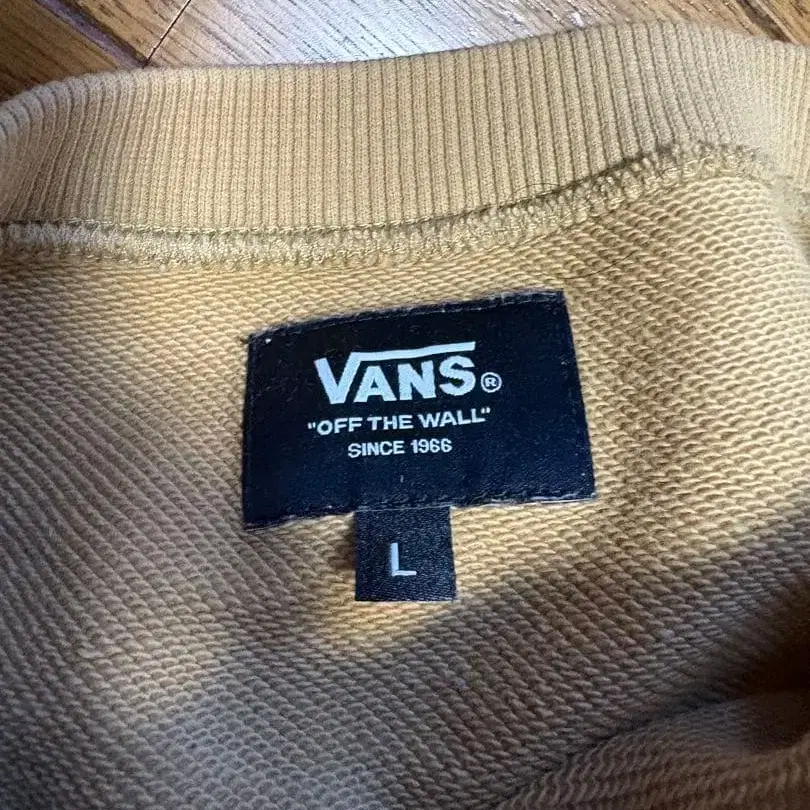 VANS®
"OFF THE WALL"
SINCE 1966
L